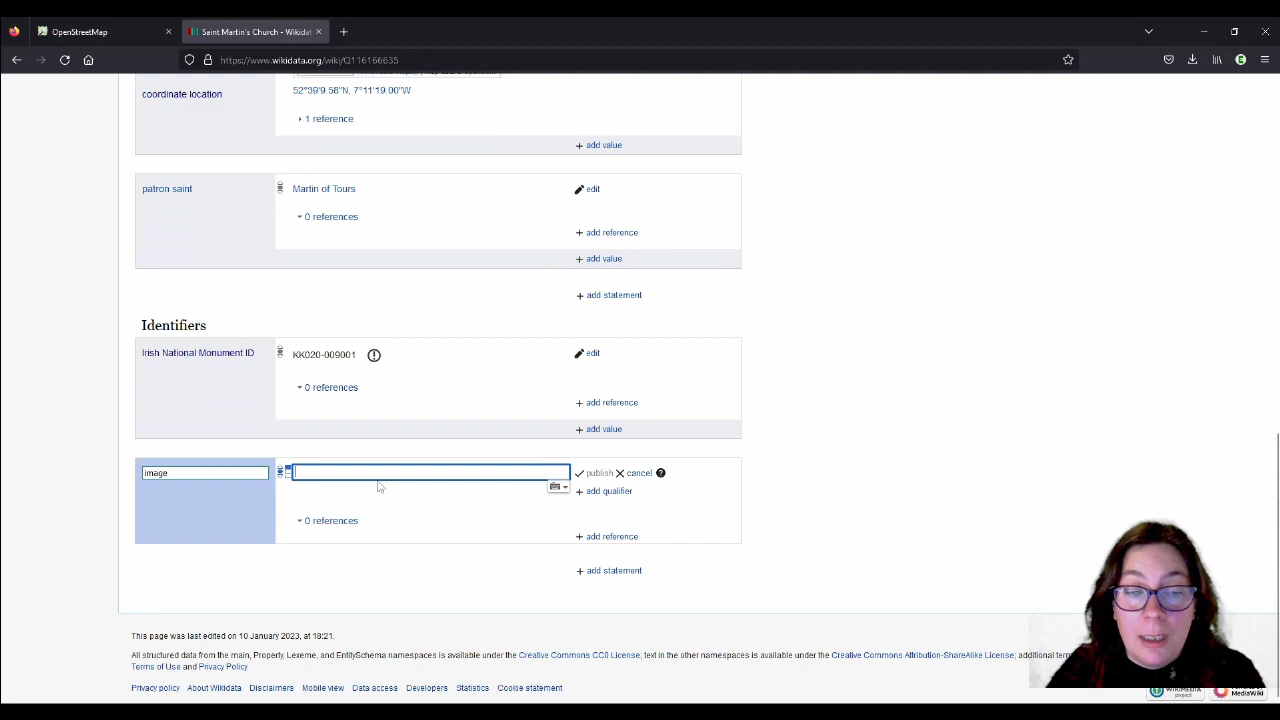 OpenStreetMap
Saint Martin's Church - Wikidat
https://www.wikidata.org/wiki/Q116166635
coordinate location
52°39'9.58"N, 7°11'19.00"W
1 reference
+ add value
patron saint
Martin of Tours
edit
0 references
+ add reference
+ add value
+ add statement
Identifiers
Irish National Monument ID
KK020-009001
edit
0 references
+ add reference
+ add value
image
publish
cancel
+ add qualifier
0 references
+ add reference
+ add statement
This page was last edited on 10 January 2023, at 18:21.
All structured data from the main, Property, Lexeme, and EntitySchema namespaces is available under the Creative Commons CC0 License; text in the other namespaces is available under the Creative Commons Attribution-ShareAlike License; additional term
Terms of Use and Privacy Policy.
Privacy policy About Wikidata Disclaimers Mobile view Data access Developers Statistics Cookie statement
WIKIMEDIA
project
MediaWiki